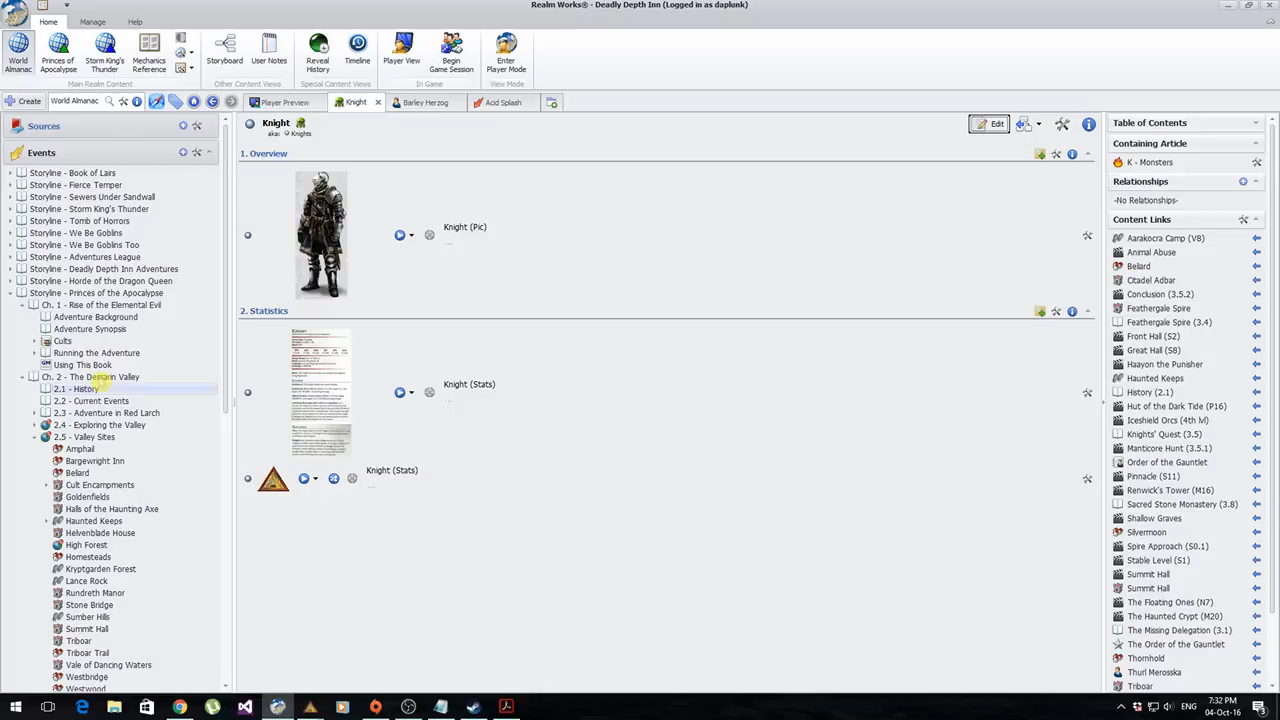 Realm Works® - Deadly Depth Inn (Logged in as daplunk)
Home
Manage
Help
World Almanac
Princes of Apocalypse
Storm King's Thunder
Mechanics Reference
Storyboard
User Notes
Reveal History
Timeline
Player View
Begin Game Session
Enter Player Mode
Main Realm Content
Other Content Views
Special Content Views
In Game
View Mode
Create
World Almanac
Player Preview
Knight
Barley Herzog
Acid Splash
Sources
Events
Storyline - Book of Lairs
Storyline - Fierce Temper
Storyline - Sewers Under Sandwall
Storyline - Storm King's Thunder
Storyline - Tomb of Horrors
Storyline - We Be Goblins
Storyline - We Be Goblins Too
Storyline - Adventures League
Storyline - Deadly Depth Inn Adventures
Storyline - Horde of the Dragon Queen
Storyline - Princes of the Apocalypse
Ch. 1 - Rise of the Elemental Evil
Adventure Background
Adventure Synopsis
Cults
Running the Adventure
Using This Book
Ch. 2 - The Dessarin Valley
2.1 - History
2.2 - Current Events
2.3 - Adventure in Red Larch
2.4 - Exploring the Valley
2.5 - Valley Sites
Amphail
Bargewright Inn
Beliard
Cult Encampments
Goldenfields
Halls of the Hunting Axe
Haunted Keeps
Helvenblade House
High Forest
Homesteads
Kryptgarden Forest
Lance Rock
Rundreth Manor
Stone Bridge
Sumber Hills
Summit Hall
Triboar
Triboar Trail
Vale of Dancing Waters
Westbridge
Westwood
Knight
aka: Knights
Edit
1. Overview
Knight (Pic)
...
2. Statistics
Knight (Stats)
...
Knight (Stats)
...
Table of Contents
Containing Article
K - Monsters
Relationships
-No Relationships-
Content Links
Aarakocra Camp (V8)
Animal Abuse
Beliard
Citadel Adbar
Conclusion (3.5.2)
Feathergale Spire
Feathergale Spire (3.4)
Front Hall (S2)
Great Hall (S5)
Haayon the Punisher
Haunted Keeps
History (2.1)
Hut of the Old Hermit (P16)
Iceshield Orcs (4th lvl)
Knights' Quest (3.5)
Manticore Hunt (3.5.1)
Order of the Gauntlet
Pinnacle (S11)
Renwick's Tower (M16)
Sacred Stone Monastery (3.8)
Shallow Graves
Silvermoon
Spire Approach (S0.1)
Stable Level (S1)
Summit Hall
Summit Hall
The Floating Ones (N7)
The Haunted Crypt (M20)
The Missing Delegation (3.1)
The Order of the Gauntlet
Thornhold
Thurl Merosska
Triboar
ENG
7:32 PM
04-Oct.-16